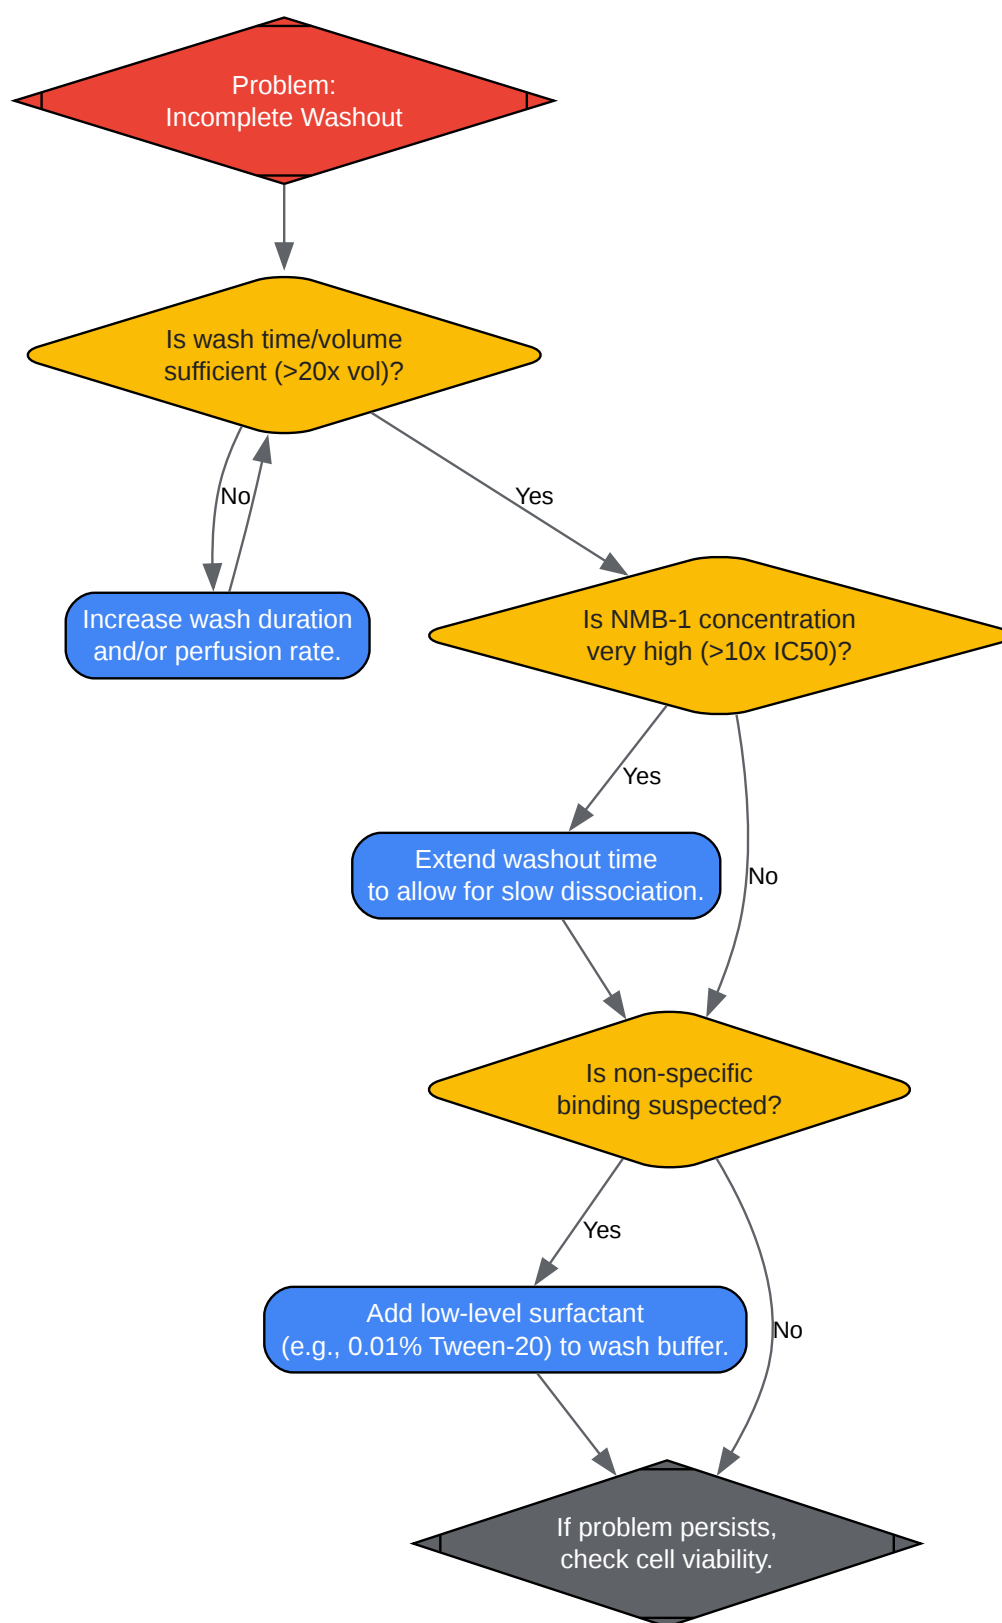 Problem:
Incomplete Washout
Is wash time/volume
sufficient (>20x vol)?
No
Yes
Increase wash duration
and/or perfusion rate.
Is NMB-1 concentration
very high (>10x IC50)?
Yes
Extend washout time
to allow for slow dissociation.
No
Is non-specific
binding suspected?
Yes
Add low-level surfactant
(e.g., 0.01% Tween-20) to wash buffer.
No
If problem persists,
check cell viability.